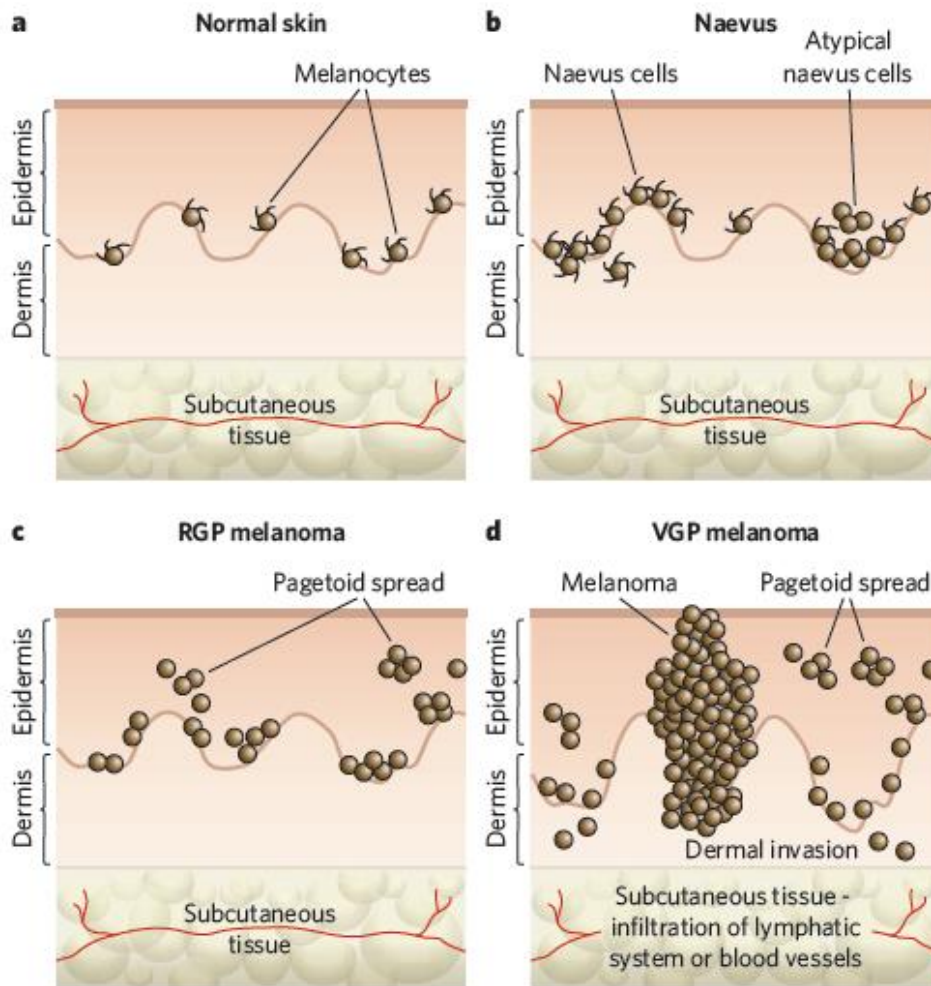 a Normal skin
Melanocytes
Epidermis
Dermis
Subcutaneous
tissue
b Naevus
Naevus cells
Atypical
naevus cells
Epidermis
Dermis
Subcutaneous
tissue
c RGP melanoma
Pagetoid spread
Epidermis
Dermis
Subcutaneous
tissue
d VGP melanoma
Melanoma
Pagetoid spread
Epidermis
Dermis
Dermal invasion
Subcutaneous tissue -
infiltration of lymphatic
system or blood vessels